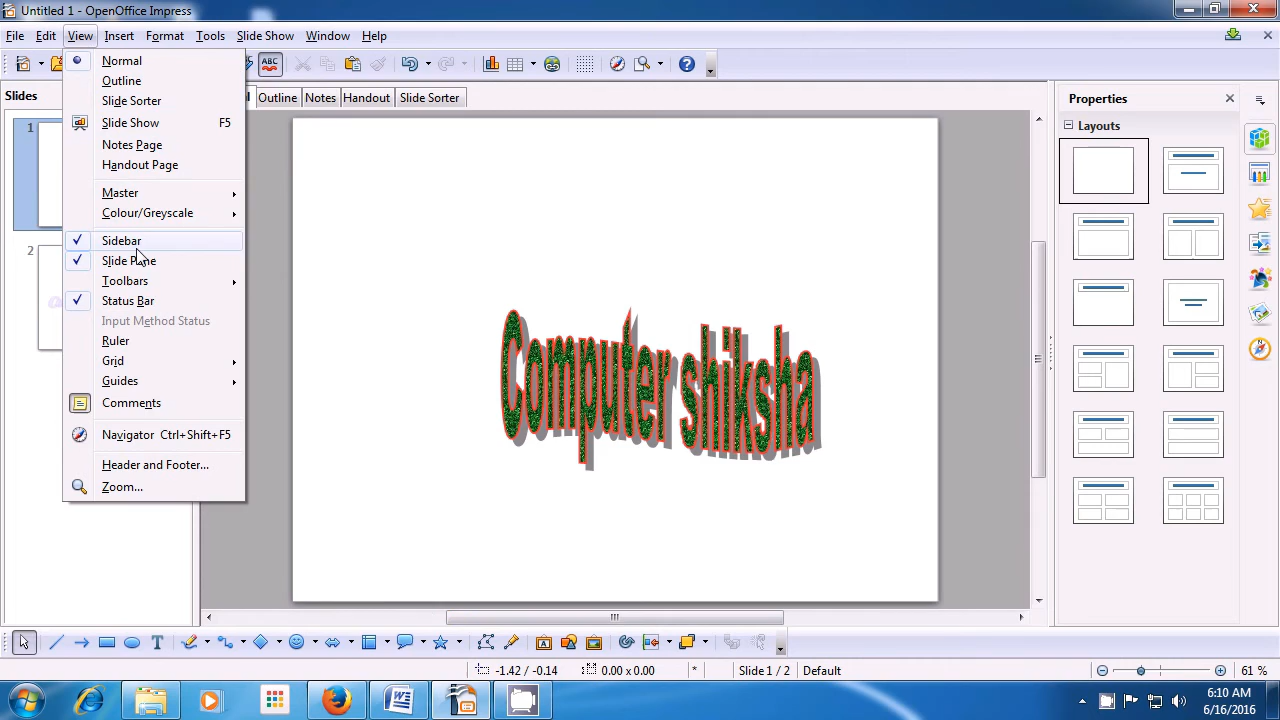 Untitled 1 - OpenOffice Impress
File Edit View Insert Format Tools Slide Show Window Help
ABC
Slides
Outline Notes Handout Slide Sorter
Normal
Outline
Slide Sorter
Slide Show F5
Notes Page
Handout Page
Master
Colour/Greyscale
Sidebar
Slide Pane
Toolbars
Status Bar
Input Method Status
Ruler
Grid
Guides
Comments
Navigator Ctrl+Shift+F5
Header and Footer...
Zoom...
1
2
Computer shiksha
Properties
Layouts
-1.42 / -0.14 0.00 x 0.00 * Slide 1 / 2 Default 61 %
6:10 AM
6/16/2016